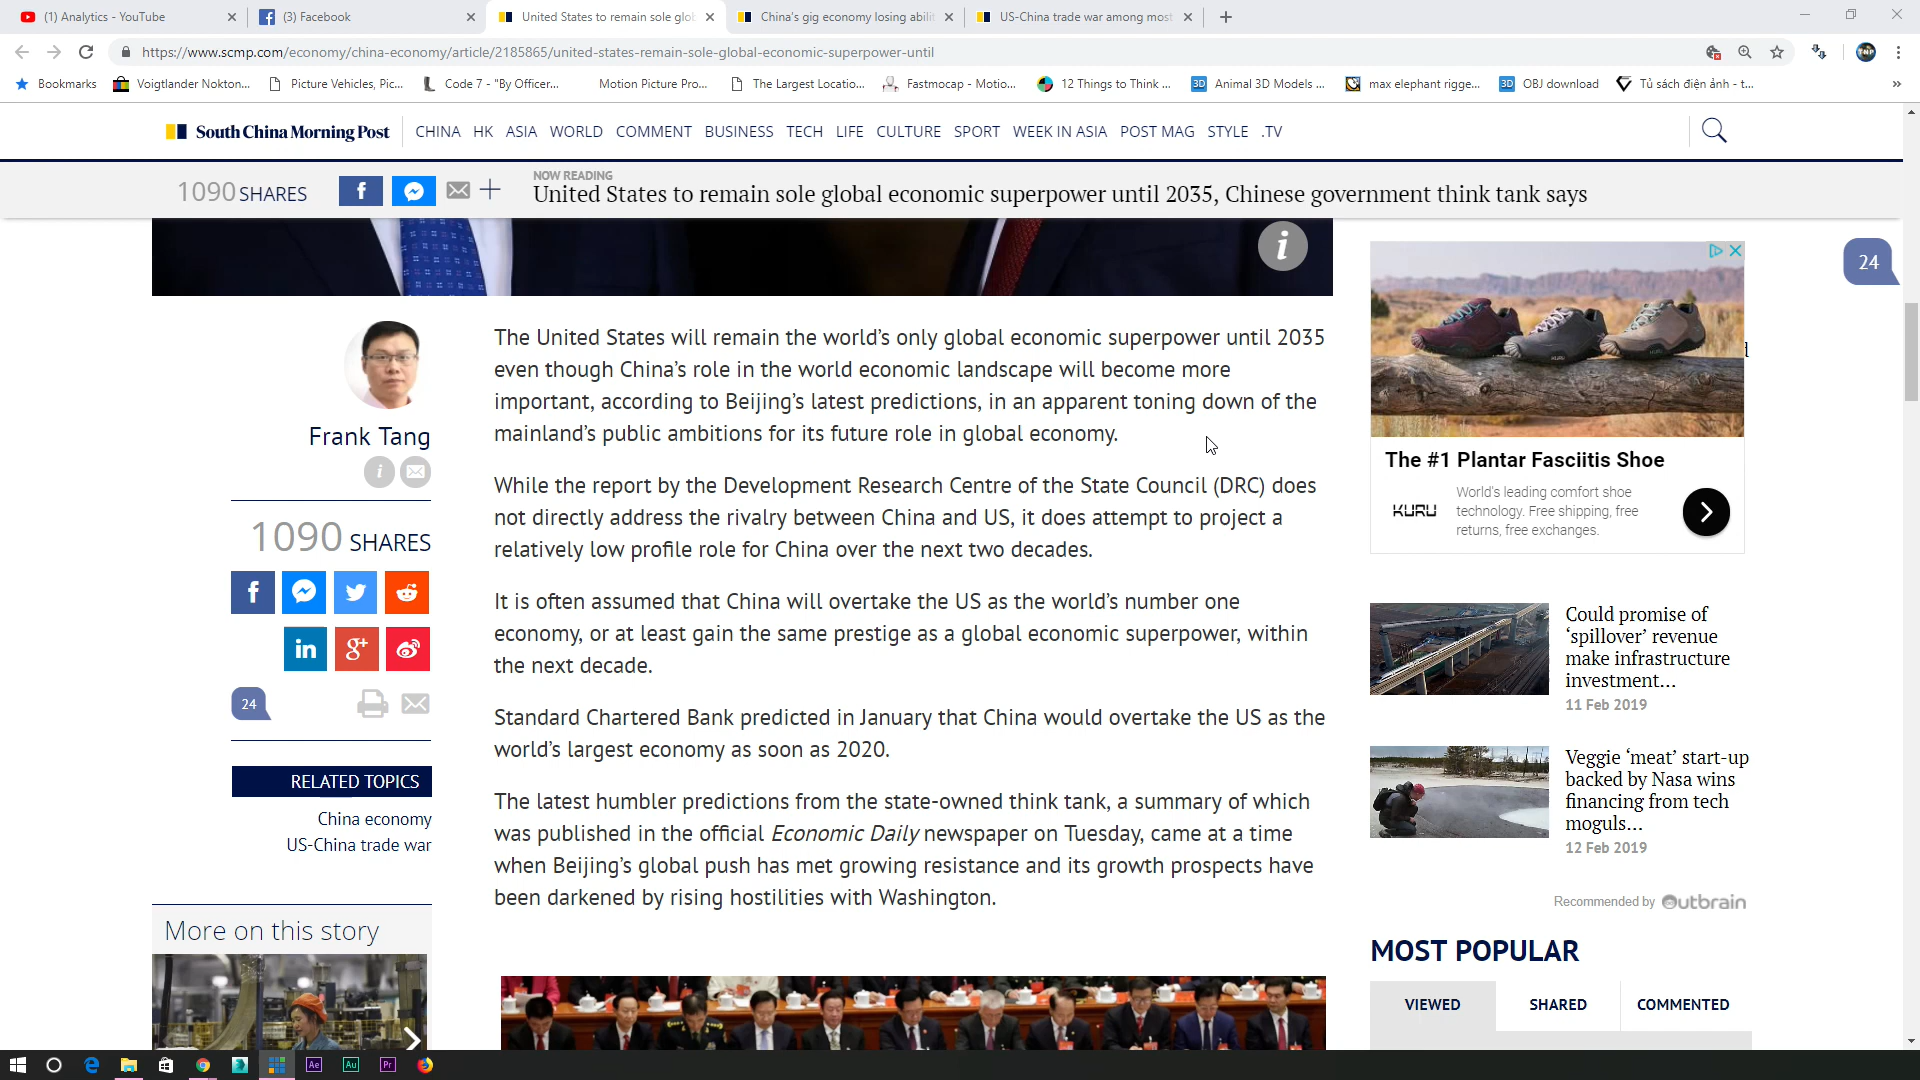 (1) Analytics - YouTube
(3) Facebook
United States to remain sole glob
China's gig economy losing abilit
US-China trade war among most
https://www.scmp.com/economy/china-economy/article/2185865/united-states-remain-sole-global-economic-superpower-until
Bookmarks
Voigtlander Nokton...
Picture Vehicles, Pic...
Code 7 - "By Officer...
Motion Picture Pro...
The Largest Locatio...
Fastmocap - Motio...
12 Things to Think ...
Animal 3D Models ...
max elephant rigge...
OBJ download
Tủ sách điện ảnh - t...
South China Morning Post
CHINA HK ASIA WORLD COMMENT BUSINESS TECH LIFE CULTURE SPORT WEEK IN ASIA POST MAG STYLE .TV
1090 SHARES
NOW READING
United States to remain sole global economic superpower until 2035, Chinese government think tank says
24
Frank Tang
1090 SHARES
24
RELATED TOPICS
China economy
US-China trade war
More on this story
The United States will remain the world’s only global economic superpower until 2035
even though China’s role in the world economic landscape will become more
important, according to Beijing’s latest predictions, in an apparent toning down of the
mainland’s public ambitions for its future role in global economy.
While the report by the Development Research Centre of the State Council (DRC) does
not directly address the rivalry between China and US, it does attempt to project a
relatively low profile role for China over the next two decades.
It is often assumed that China will overtake the US as the world’s number one
economy, or at least gain the same prestige as a global economic superpower, within
the next decade.
Standard Chartered Bank predicted in January that China would overtake the US as the
world’s largest economy as soon as 2020.
The latest humbler predictions from the state-owned think tank, a summary of which
was published in the official Economic Daily newspaper on Tuesday, came at a time
when Beijing’s global push has met growing resistance and its growth prospects have
been darkened by rising hostilities with Washington.
The #1 Plantar Fasciitis Shoe
KURU
World's leading comfort shoe
technology. Free shipping, free
returns, free exchanges.
Could promise of
‘spillover’ revenue
make infrastructure
investment...
11 Feb 2019
Veggie ‘meat’ start-up
backed by Nasa wins
financing from tech
moguls...
12 Feb 2019
Recommended by Outbrain
MOST POPULAR
VIEWED
SHARED
COMMENTED
Ae
Au
Pr